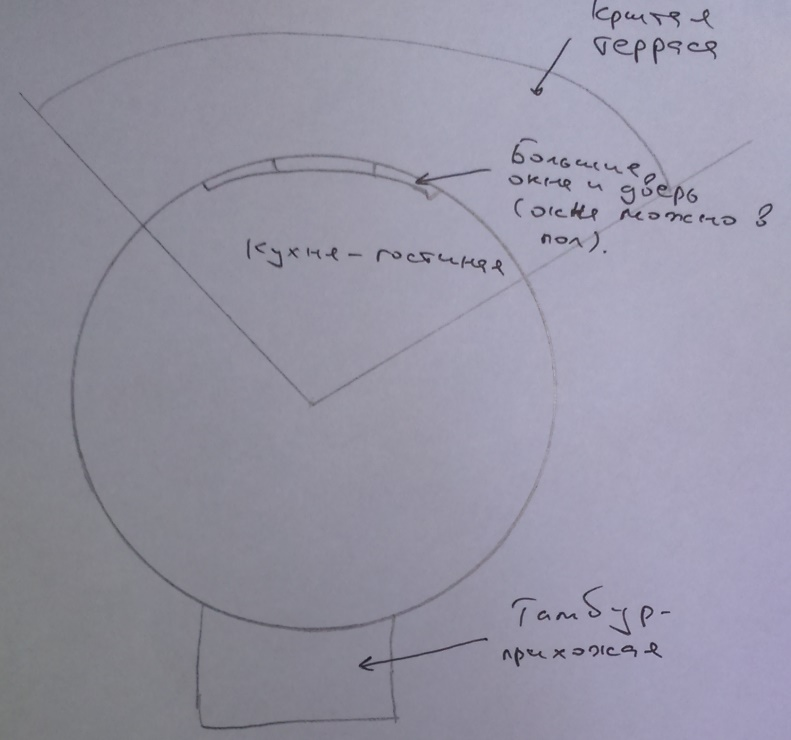 Крытая
терраса
Большие
окна и дверь
(окна можно в
пол).
Кухня-гостиная
Тамбур-
прихожая